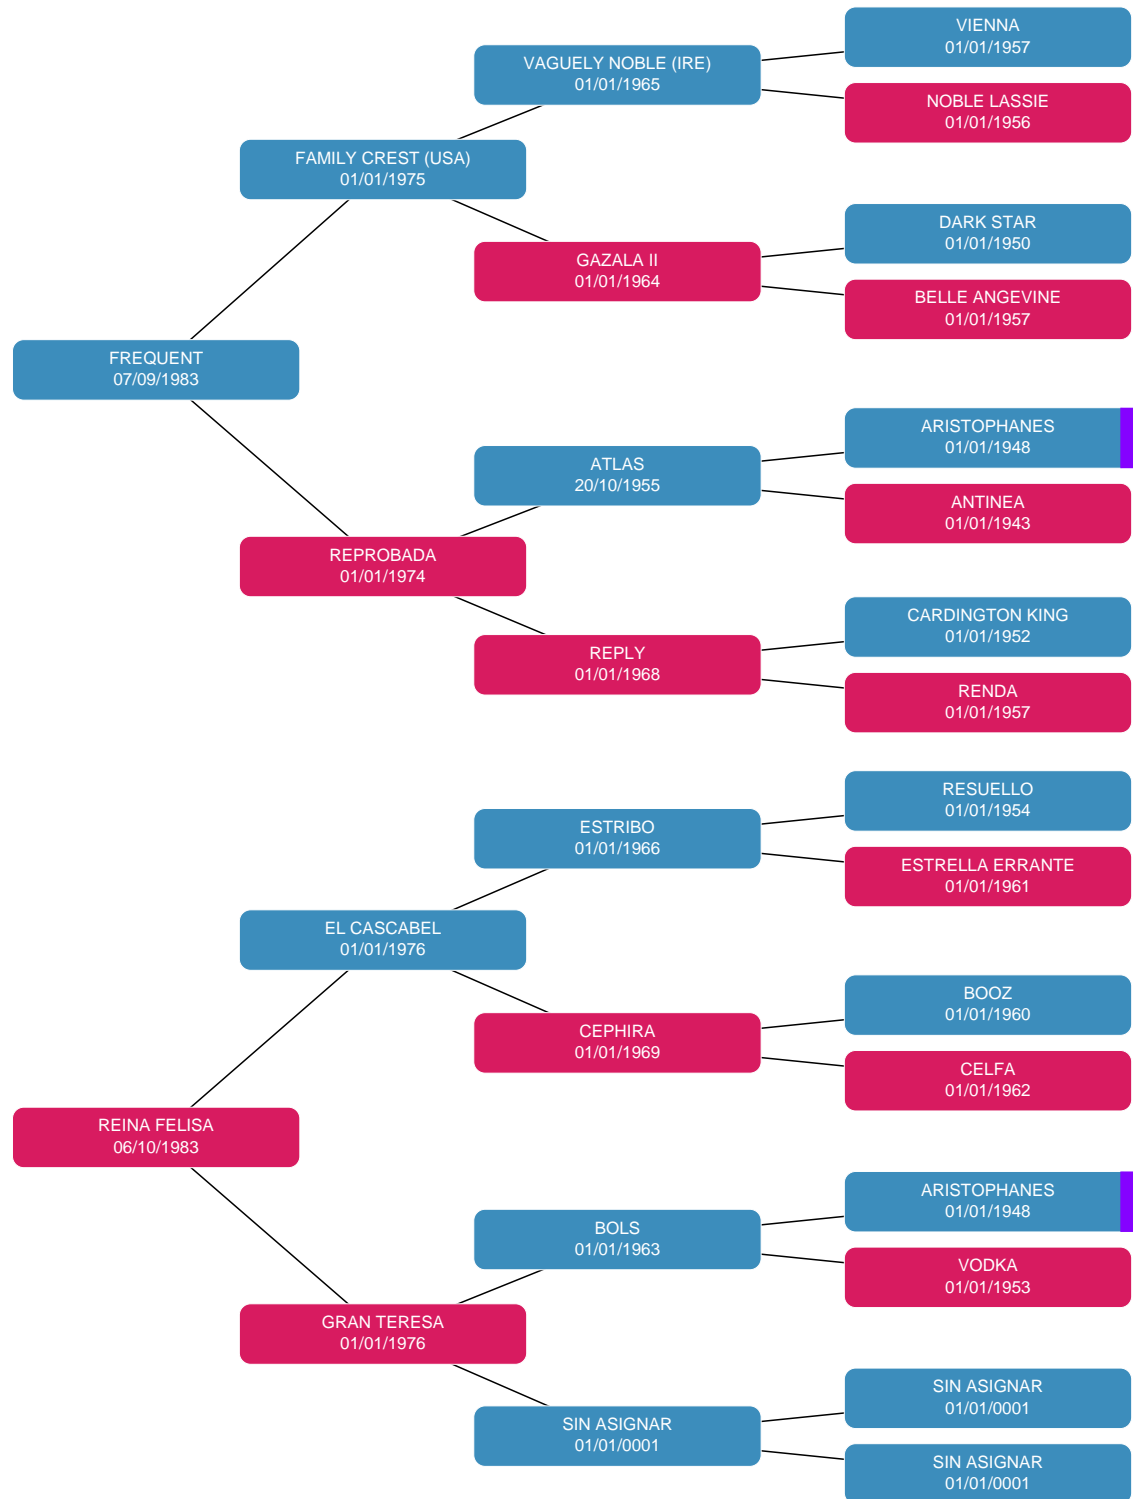 VIENNA
01/01/1957
VAGUELY NOBLE (IRE)
01/01/1965
NOBLE LASSIE
01/01/1956
FAMILY CREST (USA)
01/01/1975
DARK STAR
01/01/1950
GAZALA II
01/01/1964
BELLE ANGEVINE
01/01/1957
FREQUENT
07/09/1983
ARISTOPHANES
01/01/1948
ATLAS
20/10/1955
ANTINEA
01/01/1943
REPROBADA
01/01/1974
CARDINGTON KING
01/01/1952
REPLY
01/01/1968
RENDA
01/01/1957
RESUELLO
01/01/1954
ESTRIBO
01/01/1966
ESTRELLA ERRANTE
01/01/1961
EL CASCABEL
01/01/1976
BOOZ
01/01/1960
CEPHIRA
01/01/1969
CELFA
01/01/1962
REINA FELISA
06/10/1983
ARISTOPHANES
01/01/1948
BOLS
01/01/1963
VODKA
01/01/1953
GRAN TERESA
01/01/1976
SIN ASIGNAR
01/01/0001
SIN ASIGNAR
01/01/0001
SIN ASIGNAR
01/01/0001